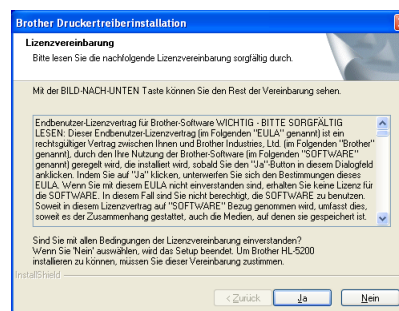 Brother Druckertreiberinstallation
Lizenzvereinbarung
Bitte lesen Sie die nachfolgende Lizenzvereinbarung sorgfältig durch.
Mit der BILD-NACH-UNTEN Taste können Sie den Rest der Vereinbarung sehen.
Endbenutzer-Lizenzvertrag für Brother-Software WICHTIG - BITTE SORGFÄLTIG
LESEN: Dieser Endbenutzer-Lizenzvertrag (im Folgenden "EULA" genannt) ist ein
rechtsgültiger Vertrag zwischen Ihnen und Brother Industries, Ltd. (im Folgenden "Brother"
genannt), durch den Ihre Nutzung der Brother-Software (im Folgenden "SOFTWARE"
genannt) geregelt wird, die installiert wird, sobald Sie den "Ja"-Button in diesem Dialogfeld
anklicken. Indem Sie auf "Ja" klicken, unterwerfen Sie sich den Bestimmungen dieses
EULA. Wenn Sie mit diesem EULA nicht einverstanden sind, erhalten Sie keine Lizenz für
die SOFTWARE. In diesem Fall sind Sie nicht berechtigt, die SOFTWARE zu benutzen.
Soweit in diesem Lizenzvertrag auf "SOFTWARE" Bezug genommen wird, umfasst dies,
soweit es der Zusammenhang gestattet, auch die Medien, auf denen sie gespeichert ist.
Sind Sie mit allen Bedingungen der Lizenzvereinbarung einverstanden?
Wenn Sie 'Nein' auswählen, wird das Setup beendet. Um Brother HL-5200
installieren zu können, müssen Sie dieser Vereinbarung zustimmen.
InstallShield
< Zurück Ja Nein